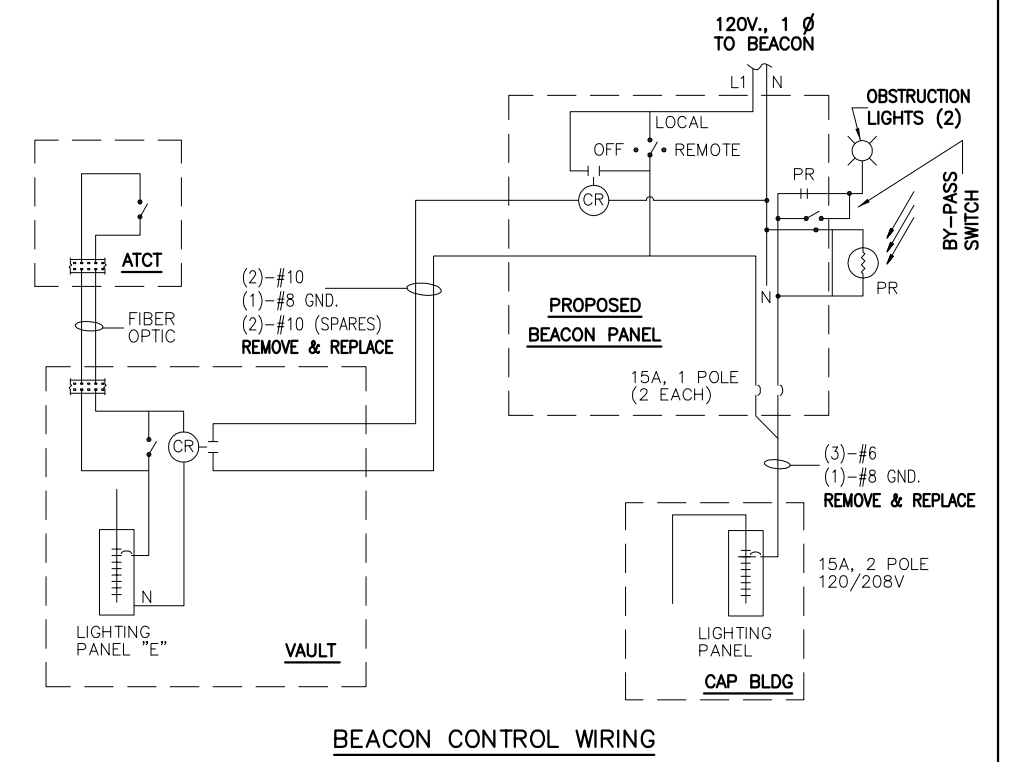 120V., 1 Ø
TO BEACON
L1
N
OBSTRUCTION
LIGHTS (2)
LOCAL
OFF
REMOTE
PR
CR
BY-PASS
SWITCH
ATCT
(2)-#10
(1)-#8 GND.
(2)-#10 (SPARES)
REMOVE & REPLACE
FIBER
OPTIC
PROPOSED
BEACON PANEL
N
PR
15A, 1 POLE
(2 EACH)
CR
(3)-#6
(1)-#8 GND.
REMOVE & REPLACE
15A, 2 POLE
120/208V
N
LIGHTING
PANEL "E"
VAULT
LIGHTING
PANEL
CAP BLDG
BEACON CONTROL WIRING